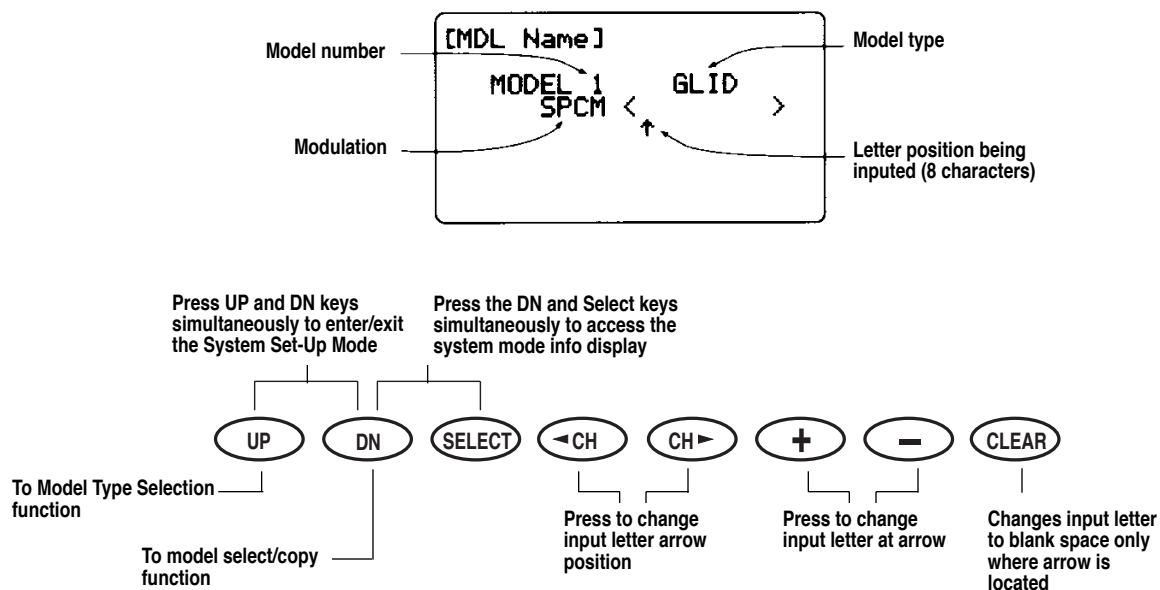 [MDL Name]
Model number
Model type
MODEL 1 GLID
SPCM < >
Modulation
Letter position being
inputed (8 characters)
Press UP and DN keys
simultaneously to enter/exit
the System Set-Up Mode
Press the DN and Select keys
simultaneously to access the
system mode info display
UP DN SELECT ◄CH CH► + – CLEAR
To Model Type Selection
function
To model select/copy
function
Press to change
input letter arrow
position
Press to change
input letter at arrow
Changes input letter
to blank space only
where arrow is
located